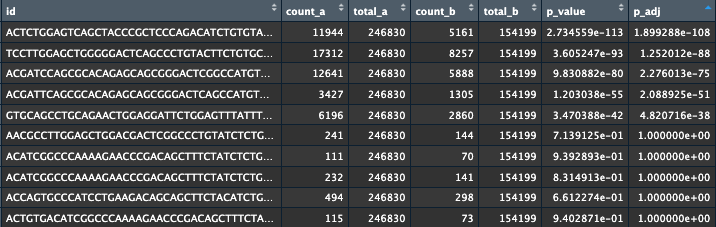 id count_a total_a count_b total_b p_value p_adj
ACTCTGGAGTCAGCTACCCGCTCCCAGACATCTGTGTA... 11944 246830 5161 154199 2.734559e-113 1.899288e-108
TCCTTGGAGCTGGGGGACTCAGCCCTGTACTTCTGTGC... 17312 246830 8257 154199 3.605247e-93 1.252012e-88
ACGATCCAGCGCACAGAGCAGCGGGACTCGGCCATGT... 12641 246830 5888 154199 9.830882e-80 2.276013e-75
ACGATTCAGCGCACAGAGCAGCGGGACTCAGCCATGT... 3427 246830 1305 154199 1.203038e-55 2.088925e-51
GTGCAGCCTGCAGAACTGGAGGATTCTGGAGTTTATTT... 6196 246830 2860 154199 3.470388e-42 4.820716e-38
AACGCCTTGGAGCTGGACGACTCGGCCCTGTATCTCTG... 241 246830 144 154199 7.139125e-01 1.000000e+00
ACATCGGCCCAAAAGAACCCGACAGCTTTCTATCTCTG... 111 246830 70 154199 9.392893e-01 1.000000e+00
ACATCGGCCCAAAAGAACCCGACAGCTTTCTATCTCTG... 232 246830 141 154199 8.314913e-01 1.000000e+00
ACCAGTGCCCATCCTGAAGACAGCAGCTTCTACATCTG... 494 246830 298 154199 6.612274e-01 1.000000e+00
ACTGTGACATCGGCCCAAAAGAACCCGACAGCTTTCTA... 115 246830 73 154199 9.402871e-01 1.000000e+00